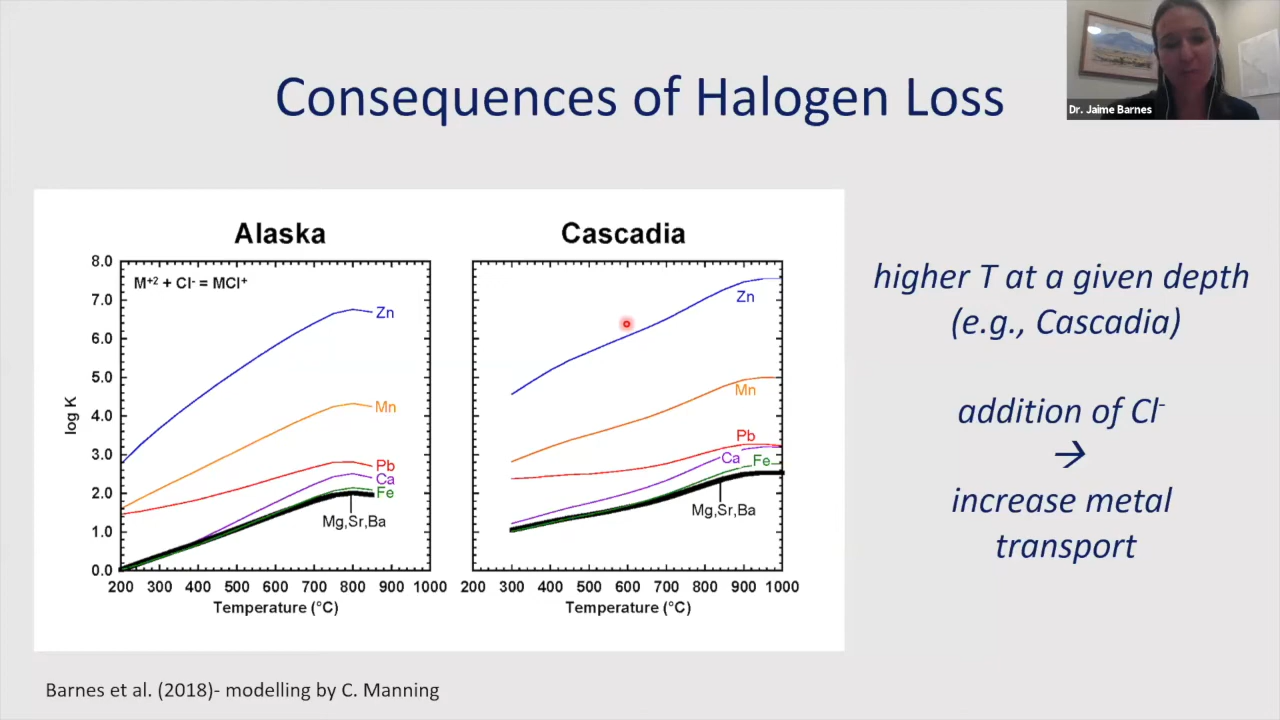 Consequences of Halogen Loss
Dr. Jaime Barnes
Alaska
Cascadia
M⁺² + Cl⁻ = MCl⁺
8.0
7.0
6.0
5.0
4.0
3.0
2.0
1.0
0.0
log K
Zn
Mn
Pb
Ca
Fe
Mg,Sr,Ba
200 300 400 500 600 700 800 900 1000
Temperature (°C)
Zn
Mn
Pb
Ca
Fe
Mg,Sr,Ba
200 300 400 500 600 700 800 900 1000
Temperature (°C)
higher T at a given depth
(e.g., Cascadia)
addition of Cl⁻
→
increase metal
transport
Barnes et al. (2018)- modelling by C. Manning